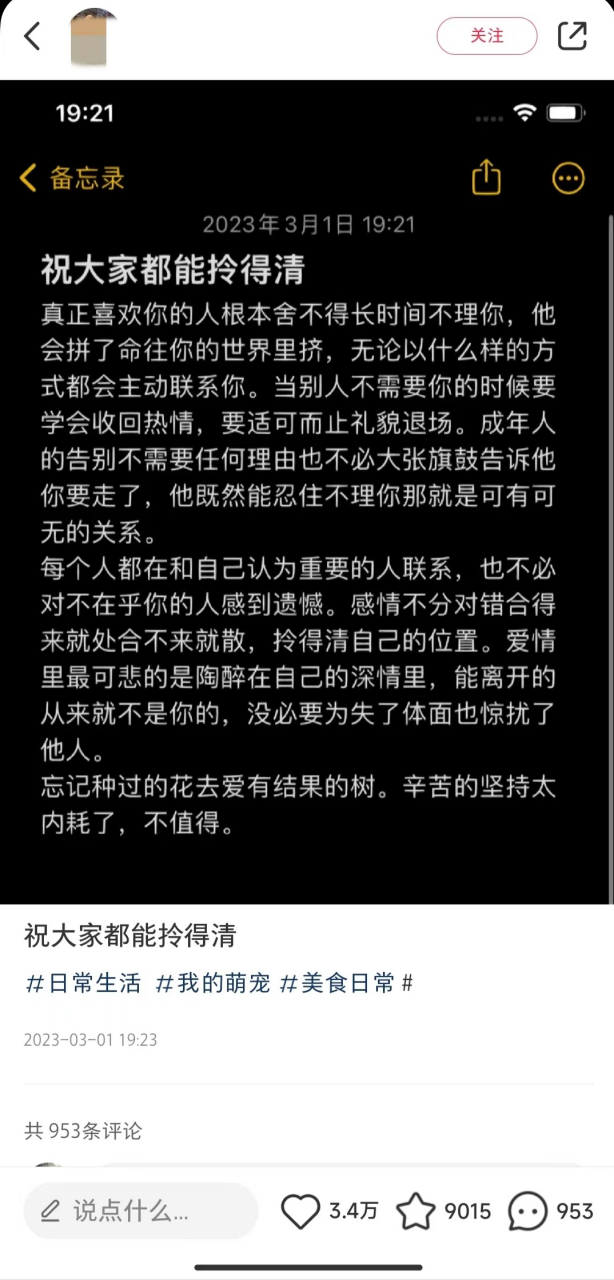 关注
19:21
备忘录
2023年3月1日 19:21
祝大家都能拎得清
真正喜欢你的人根本舍不得长时间不理你，他
会拼了命往你的世界里挤，无论以什么样的方
式都会主动联系你。当别人不需要你的时候要
学会收回热情，要适可而止礼貌退场。成年人
的告别不需要任何理由也不必大张旗鼓告诉他
你要走了，他既然能忍住不理你那就是可有可
无的关系。
每个人都在和自己认为重要的人联系，也不必
对不在乎你的人感到遗憾。感情不分对错合得
来就处合不来就散，拎得清自己的位置。爱情
里最可悲的是陶醉在自己的深情里，能离开的
从来就不是你的，没必要为失了体面也惊扰了
他人。
忘记种过的花去爱有结果的树。辛苦的坚持太
内耗了，不值得。
祝大家都能拎得清
#日常生活 #我的萌宠 #美食日常 #
2023-03-01 19:23
共 953条评论
说点什么... 3.4万 9015 953